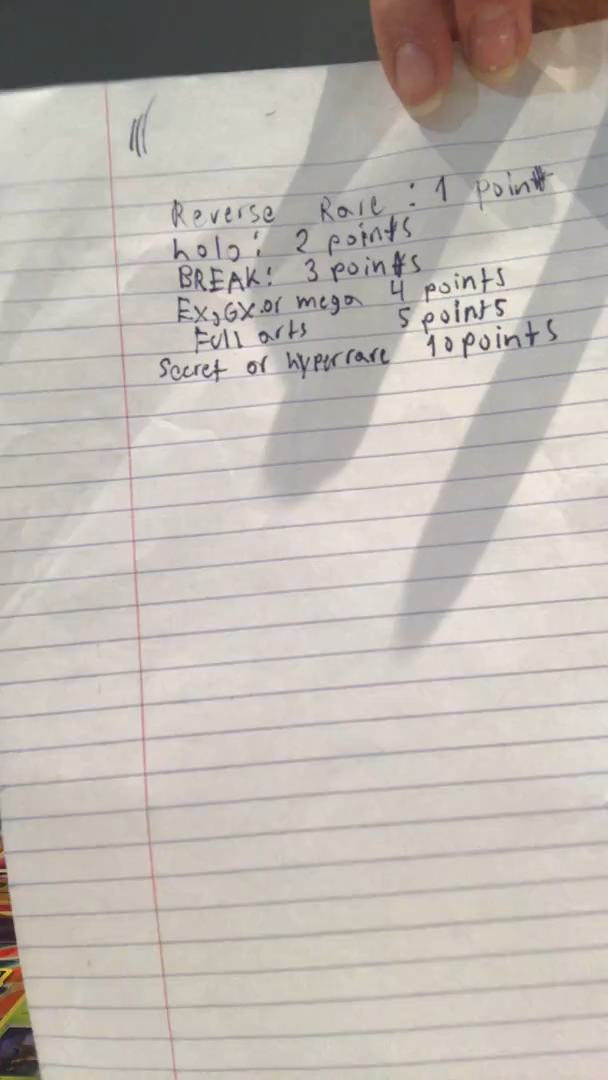 Reverse Rare : 1 point
holo: 2 points
BREAK: 3 points
Ex, GX or mega 4 points
Full arts 5 points
Secret or hyperrare 10 points